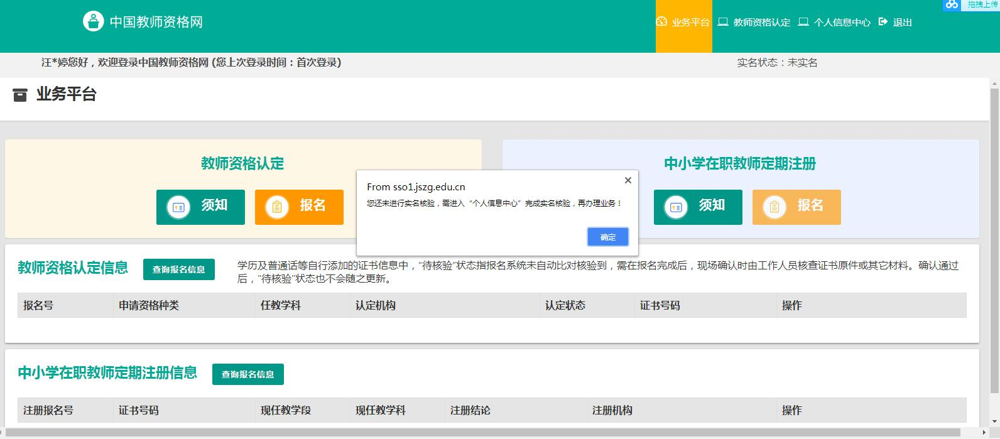 拖拽上传
中国教师资格网
业务平台 教师资格认定 个人信息中心 退出
汪*婷您好，欢迎登录中国教师资格网 (您上次登录时间：首次登录)
实名状态：未实名
业务平台
教师资格认定
须知 报名
中小学在职教师定期注册
须知 报名
From sso1.jszg.edu.cn
您还未进行实名核验，需进入“个人信息中心”完成实名核验，再办理业务！
确定
教师资格认定信息 查询报名信息
学历及普通话等自行添加的证书信息中，“待核验”状态指报名系统未自动比对核验到，需在报名完成后，现场确认时由工作人员核查证书原件或其它材料。确认通过
后，"待核验"状态也不会随之更新。
报名号 申请资格种类 任教学科 认定机构 认定状态 证书号码 操作
中小学在职教师定期注册信息 查询报名信息
注册报名号 证书号码 现任教学段 现任教学科 注册结论 注册机构 操作